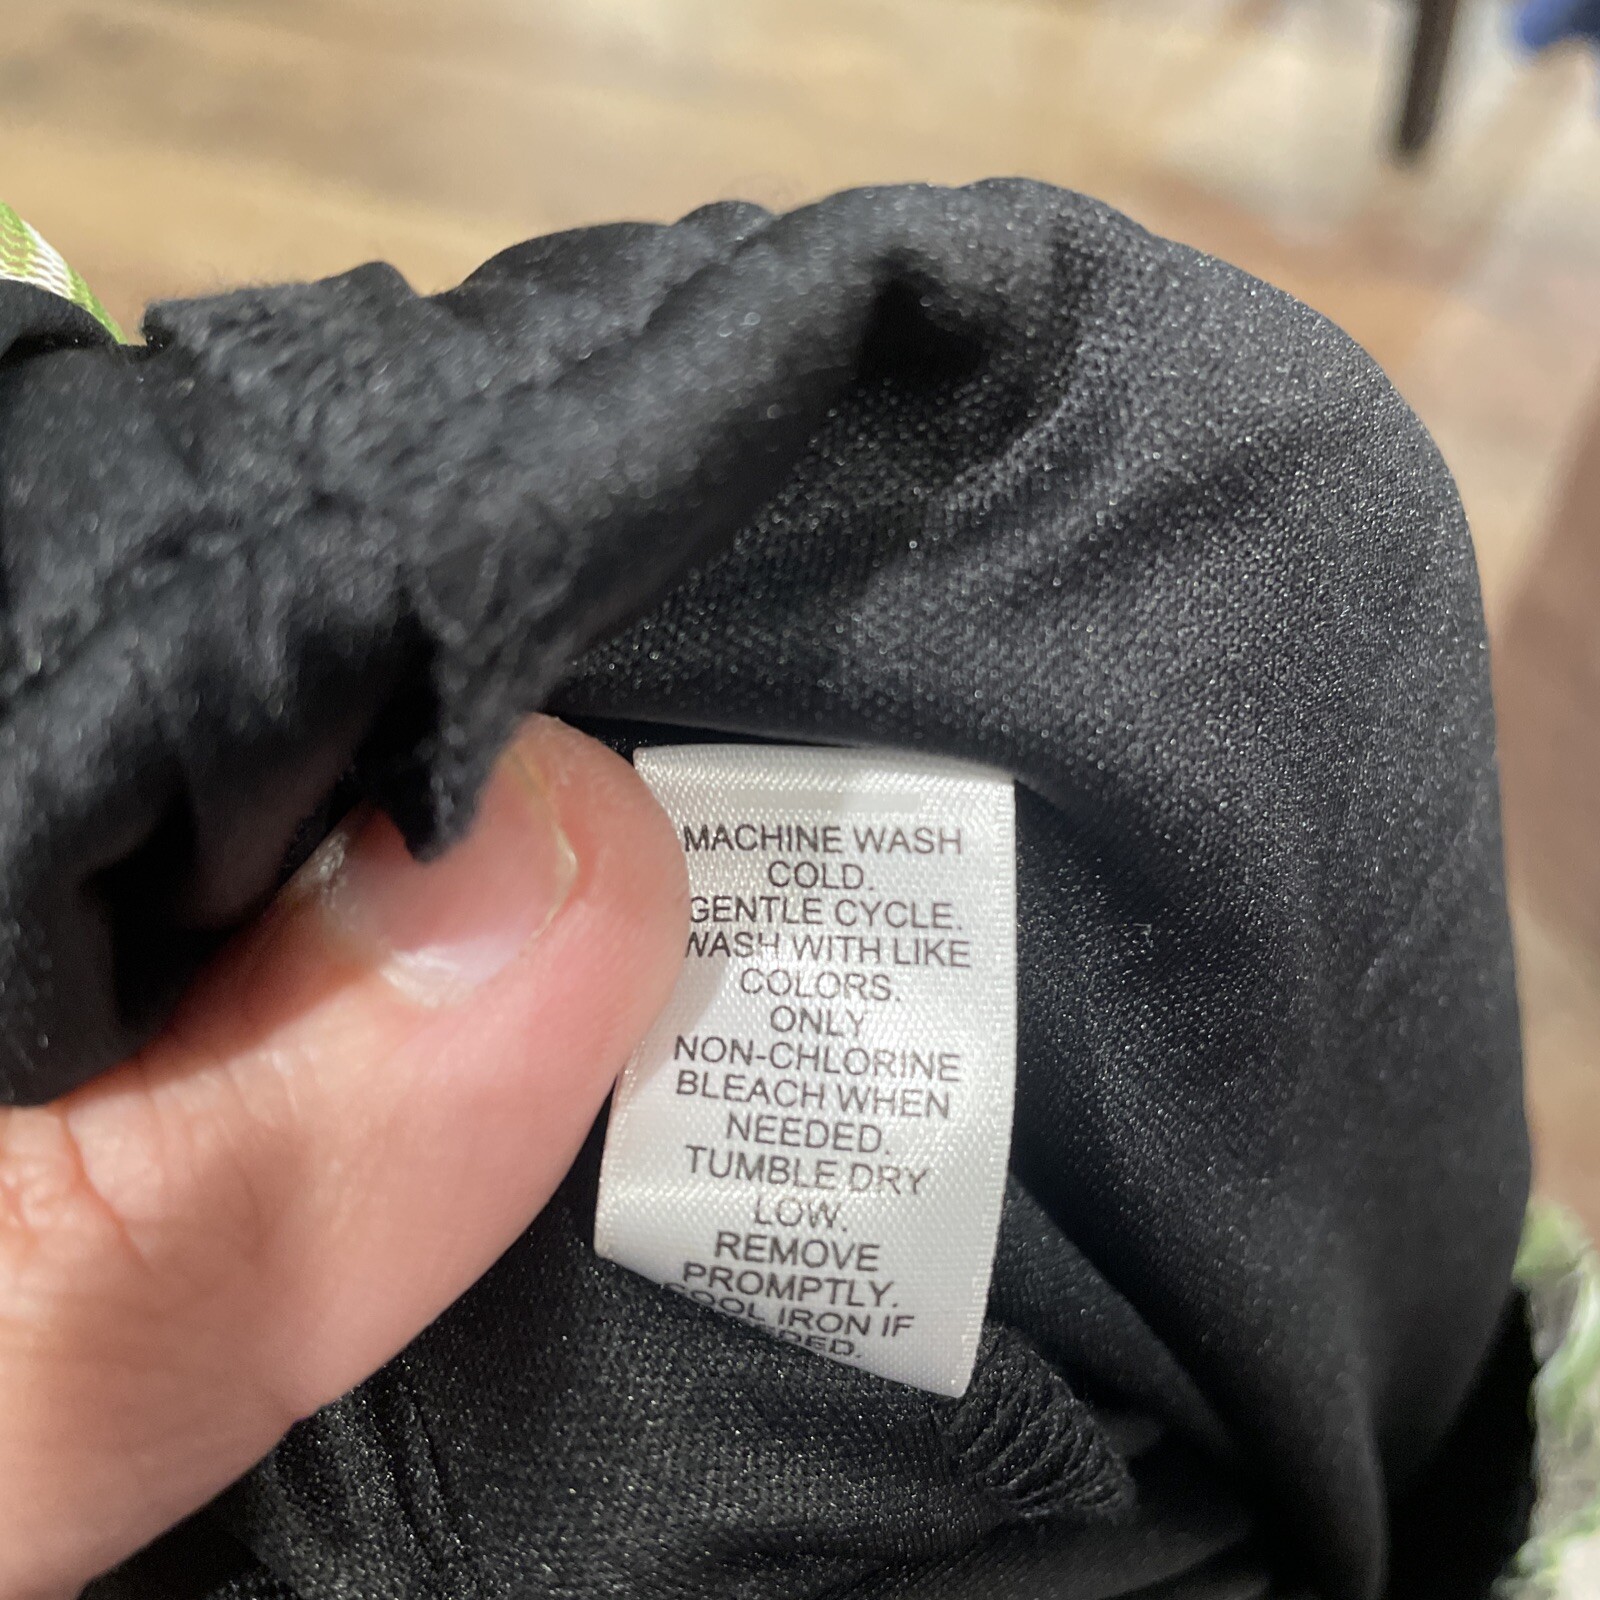 MACHINE WASH
COLD.
GENTLE CYCLE.
WASH WITH LIKE
COLORS.
ONLY
NON-CHLORINE
BLEACH WHEN
NEEDED.
TUMBLE DRY
LOW.
REMOVE
PROMPTLY.
COOL IRON IF